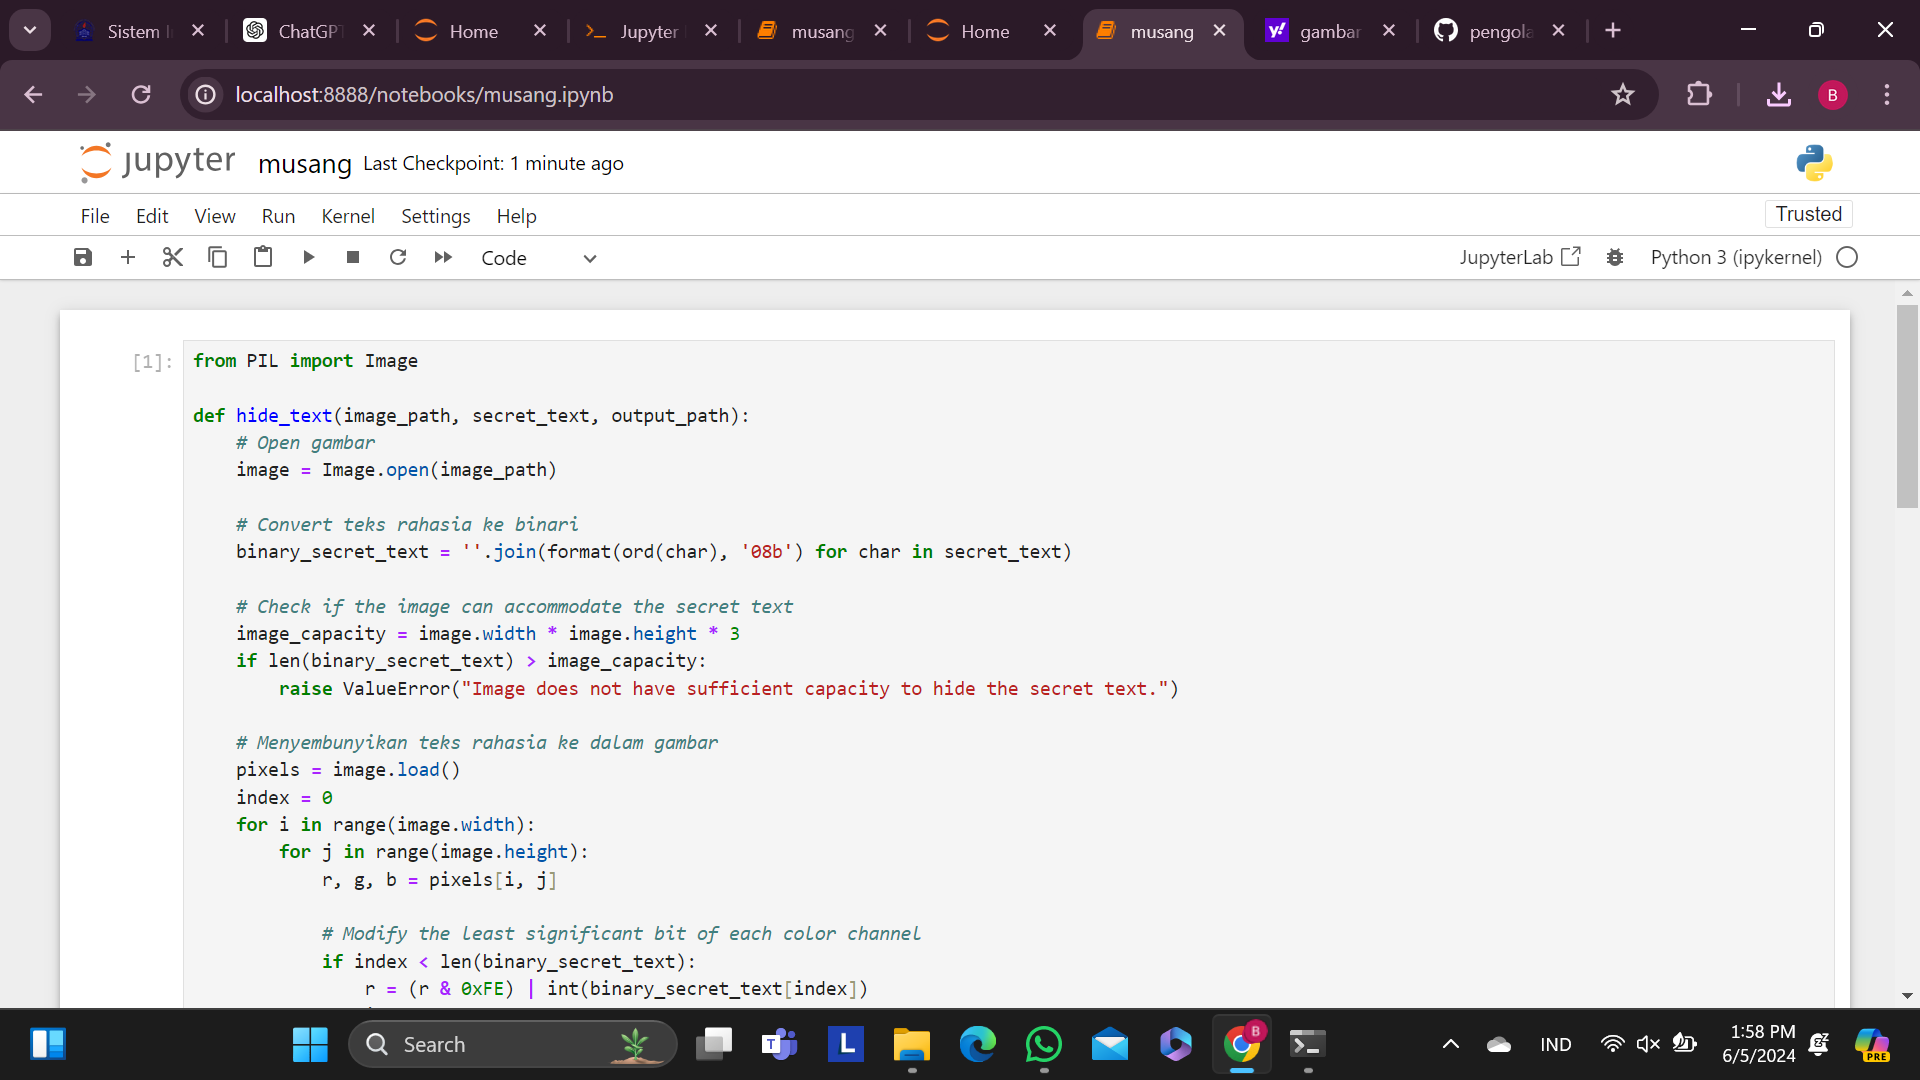 Sistem I
ChatGPT
Home
Jupyter
musang
Home
musang
gambar
pengola
localhost:8888/notebooks/musang.ipynb
B
jupyter musang Last Checkpoint: 1 minute ago
File Edit View Run Kernel Settings Help
Trusted
Code
JupyterLab
Python 3 (ipykernel)
[1]:
from PIL import Image
def hide_text(image_path, secret_text, output_path):
# Open gambar
image = Image.open(image_path)
# Convert teks rahasia ke binari
binary_secret_text = ''.join(format(ord(char), '08b') for char in secret_text)
# Check if the image can accommodate the secret text
image_capacity = image.width * image.height * 3
if len(binary_secret_text) > image_capacity:
raise ValueError("Image does not have sufficient capacity to hide the secret text.")
# Menyembunyikan teks rahasia ke dalam gambar
pixels = image.load()
index = 0
for i in range(image.width):
for j in range(image.height):
r, g, b = pixels[i, j]
# Modify the least significant bit of each color channel
if index < len(binary_secret_text):
r = (r & 0xFE) | int(binary_secret_text[index])
Search
T
L
B
IND
1:58 PM
6/5/2024
PRE